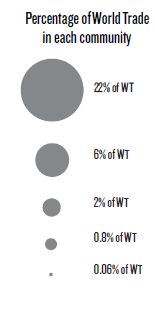 Percentage of World Trade
in each community
22% of WT
6% of WT
2% of WT
0.8% of WT
0.06% of WT